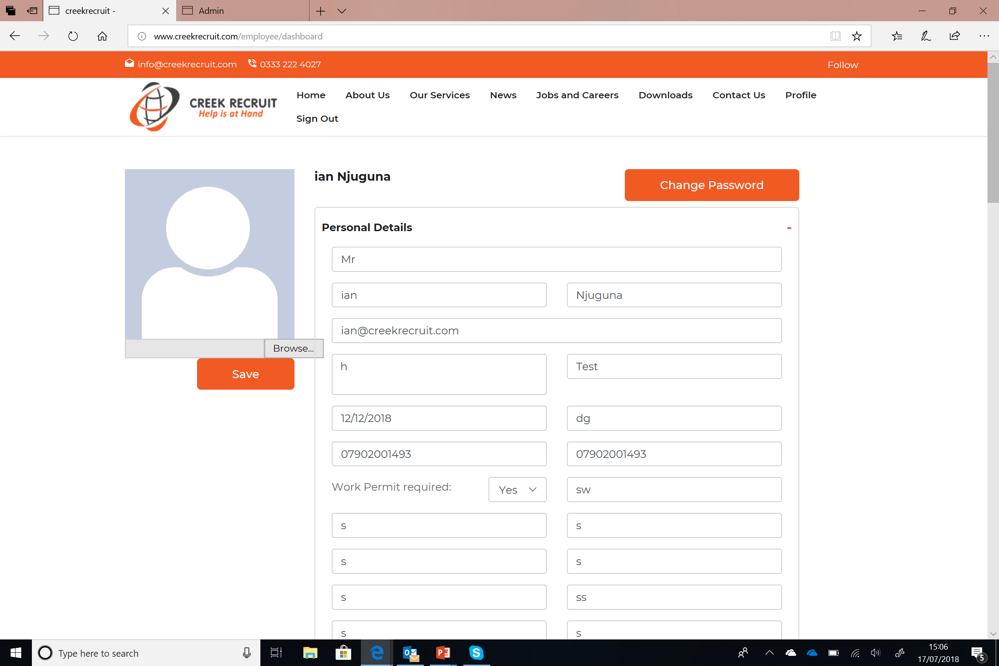 creekrecruit -
Admin
www.creekrecruit.com/employee/dashboard
info@creekrecruit.com
0333 222 4027
Follow
CREEK RECRUIT
Help is at Hand
Home About Us Our Services News Jobs and Careers Downloads Contact Us Profile
Sign Out
ian Njuguna
Change Password
Personal Details
-
Mr
ian
Njuguna
ian@creekrecruit.com
Browse...
Save
h
Test
12/12/2018
dg
07902001493
07902001493
Work Permit required:
Yes
sw
s
s
s
s
s
ss
s
s
Type here to search
15:06
17/07/2018
5